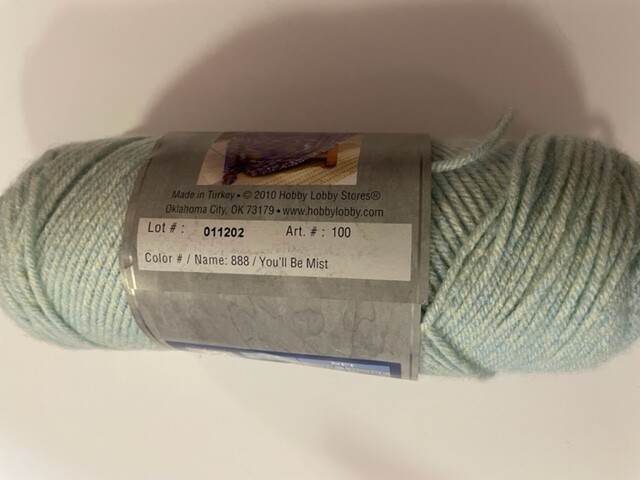 Made in Turkey • © 2010 Hobby Lobby Stores®
Oklahoma City, OK 73179 • www.hobbylobby.com
Lot # : 011202 Art. # : 100
Color # / Name: 888 / You'll Be Mist